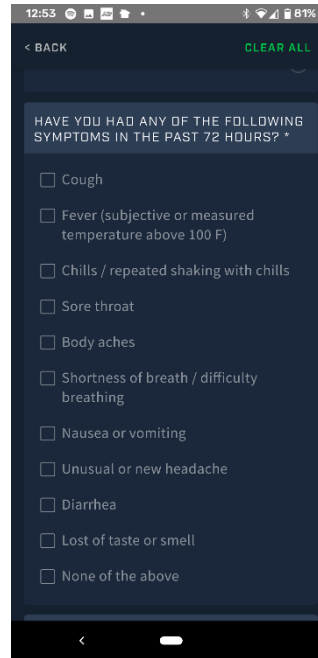 12:53 81%
< BACK CLEAR ALL
HAVE YOU HAD ANY OF THE FOLLOWING
SYMPTOMS IN THE PAST 72 HOURS? *
Cough
Fever (subjective or measured
temperature above 100 F)
Chills / repeated shaking with chills
Sore throat
Body aches
Shortness of breath / difficulty
breathing
Nausea or vomiting
Unusual or new headache
Diarrhea
Lost of taste or smell
None of the above